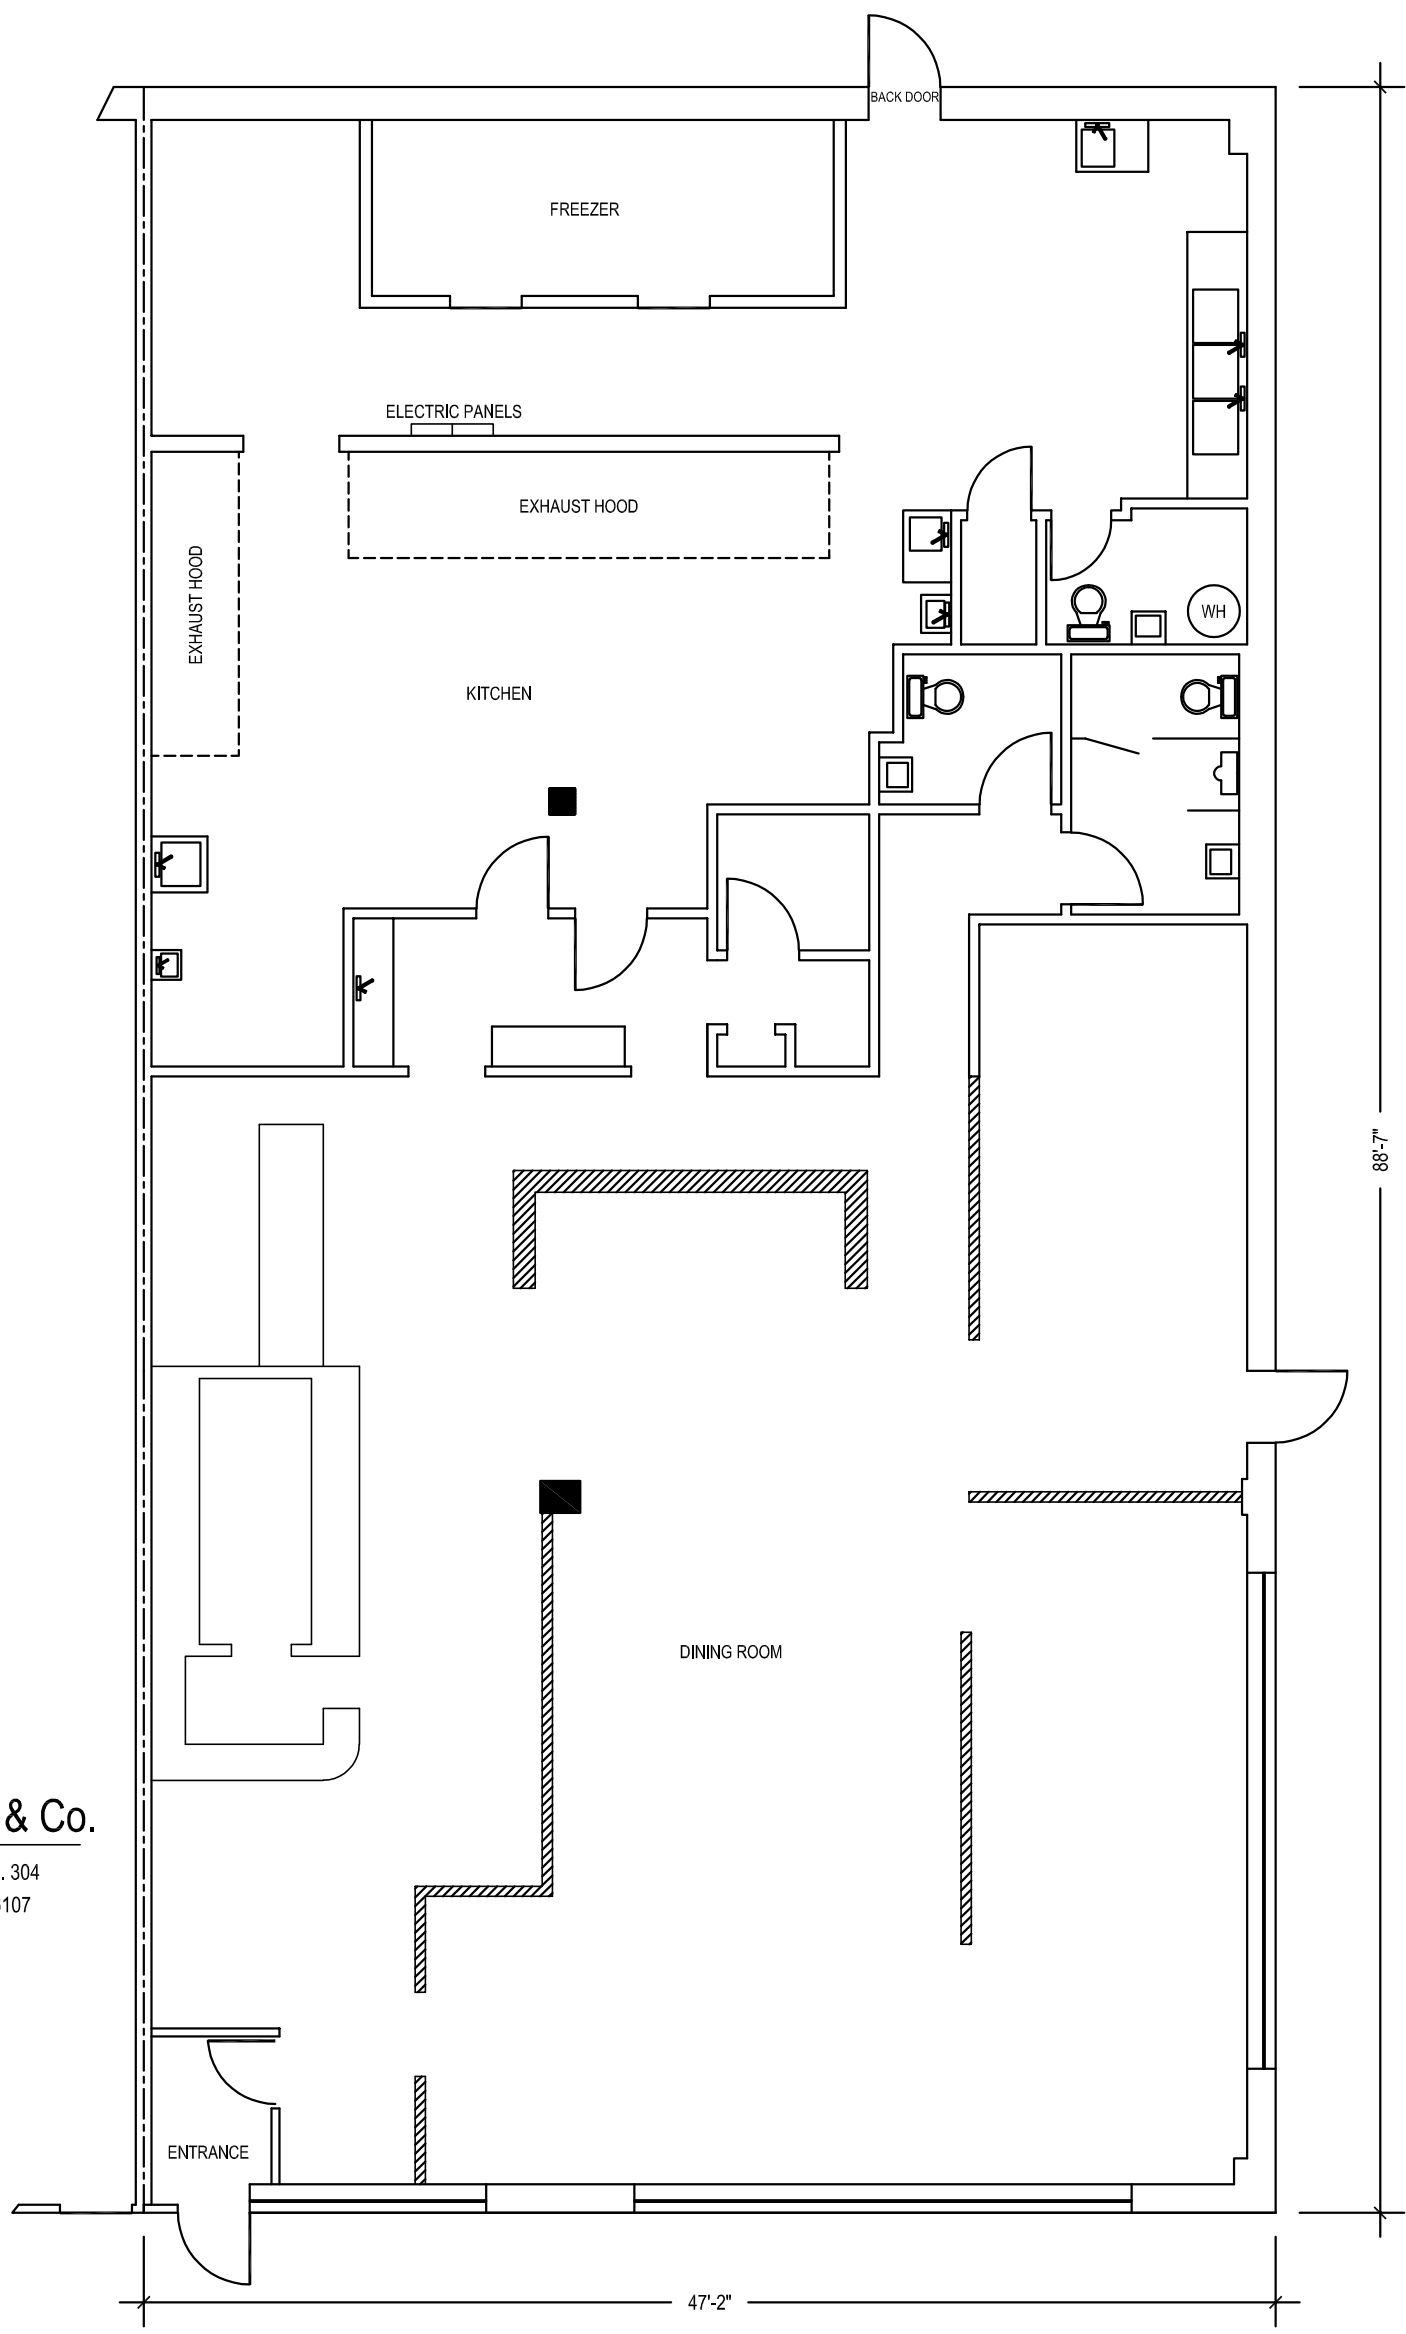 BACK DOOR
FREEZER
ELECTRIC PANELS
EXHAUST HOOD
EXHAUST HOOD
WH
KITCHEN
88'-7"
DINING ROOM
& Co.
. 304
107
ENTRANCE
47'-2"